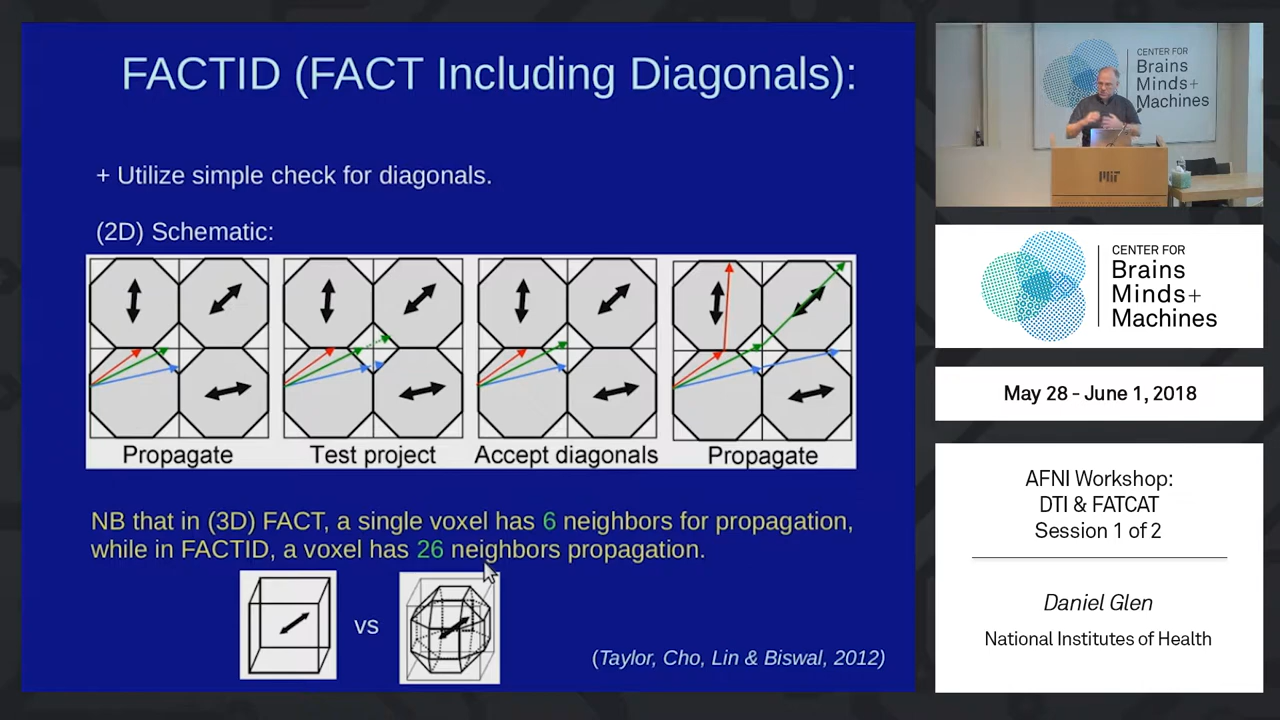 FACTID (FACT Including Diagonals):
+ Utilize simple check for diagonals.
(2D) Schematic:
Propagate
Test project
Accept diagonals
Propagate
NB that in (3D) FACT, a single voxel has 6 neighbors for propagation,
while in FACTID, a voxel has 26 neighbors propagation.
vs
(Taylor, Cho, Lin & Biswal, 2012)
CENTER FOR
Brains
Minds+
Machines
MIT
CENTER FOR
Brains
Minds+
Machines
May 28 - June 1, 2018
AFNI Workshop:
DTI & FATCAT
Session 1 of 2
Daniel Glen
National Institutes of Health